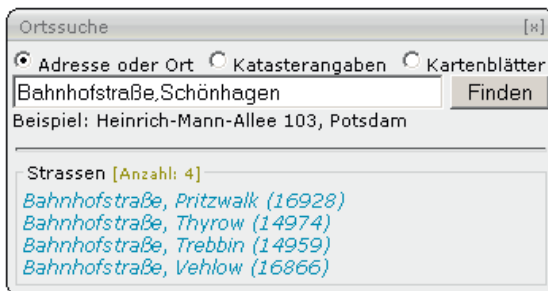 Ortssuche [x]
Adresse oder Ort Katasterangaben Kartenblätter
Bahnhofstraße,Schönhagen Finden
Beispiel: Heinrich-Mann-Allee 103, Potsdam
Strassen [Anzahl: 4]
Bahnhofstraße, Pritzwalk (16928)
Bahnhofstraße, Thyrow (14974)
Bahnhofstraße, Trebbin (14959)
Bahnhofstraße, Vehlow (16866)